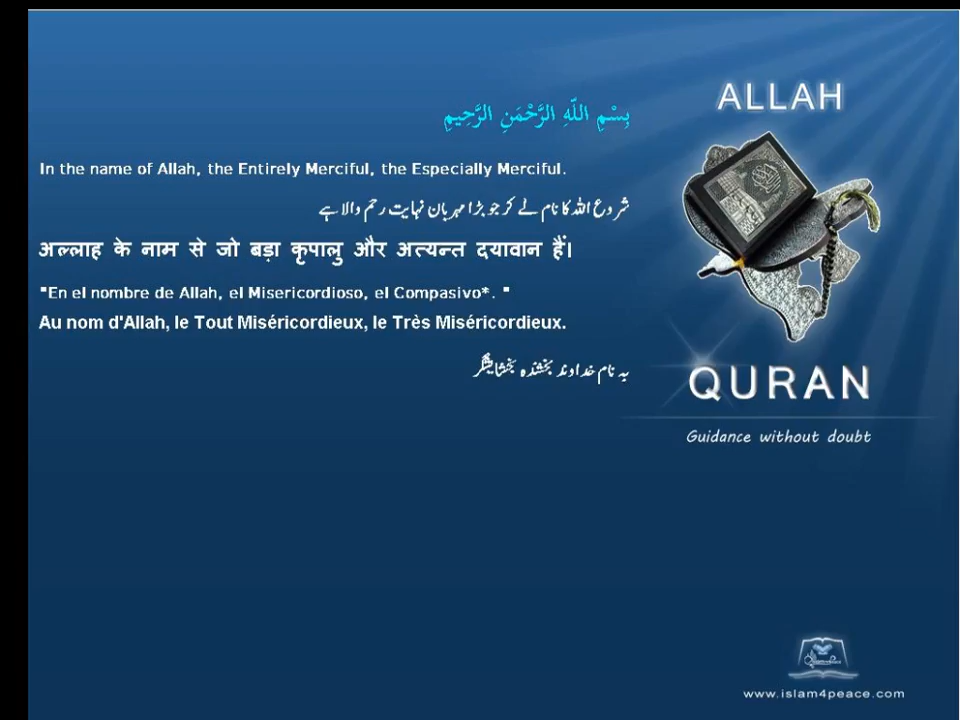 بِسْمِ اللَّهِ الرَّحْمَنِ الرَّحِيمِ
In the name of Allah, the Entirely Merciful, the Especially Merciful.
شروع الله کا نام لے کر جو بڑا مہربان نہایت رحم والا ہے
अल्लाह के नाम से जो बड़ा कृपालु और अत्यन्त दयावान हैं।
"En el nombre de Allah, el Misericordioso, el Compasivo*. "
Au nom d'Allah, le Tout Miséricordieux, le Très Miséricordieux.
به نام خداوند بخشنده بخشایشگر
ALLAH
QURAN
Guidance without doubt
www.islam4peace.com